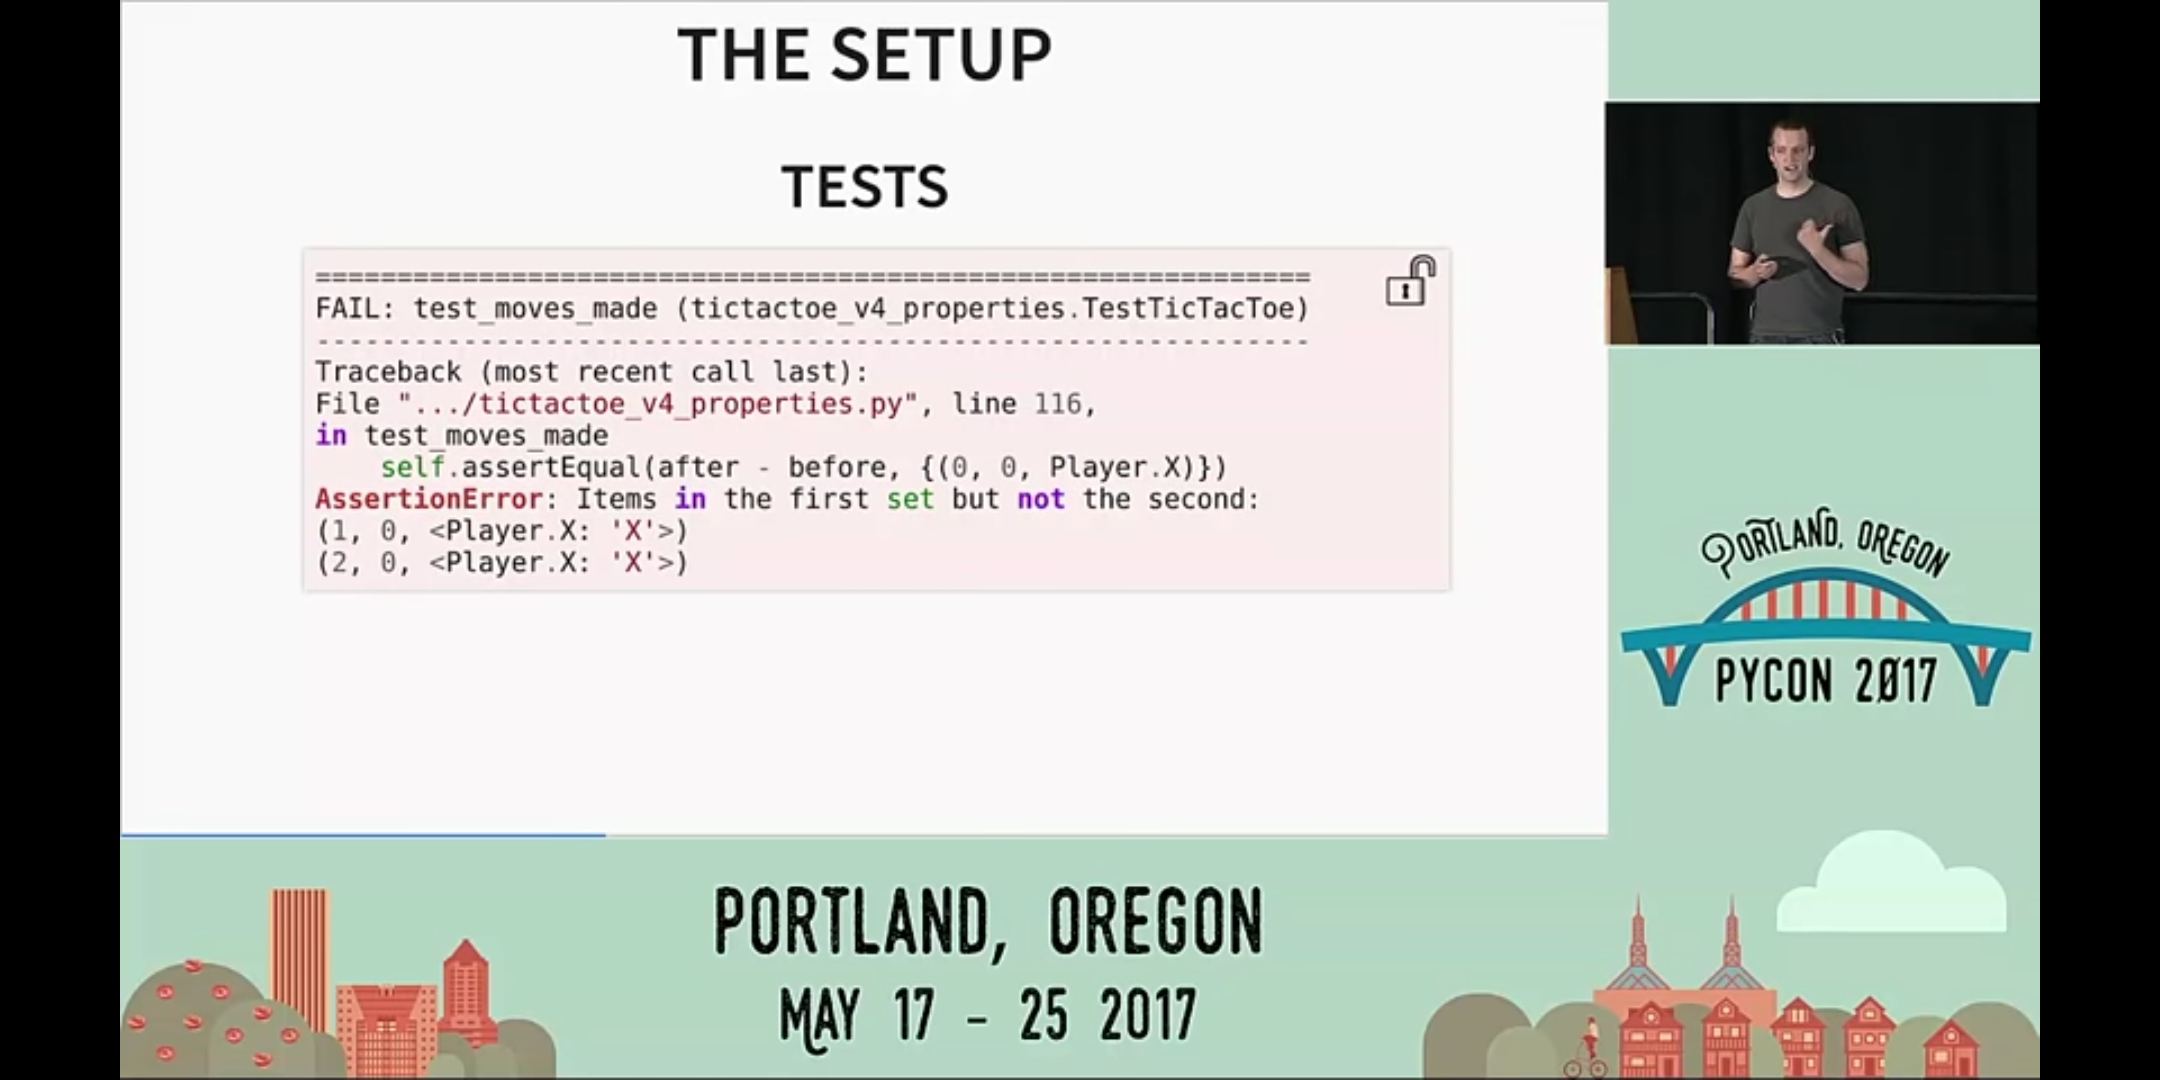 THE SETUP
TESTS
=============================================================
FAIL: test_moves_made (tictactoe_v4_properties.TestTicTacToe)
-------------------------------------------------------------
Traceback (most recent call last):
File ".../tictactoe_v4_properties.py", line 116,
in test_moves_made
    self.assertEqual(after - before, {(0, 0, Player.X)})
AssertionError: Items in the first set but not the second:
(1, 0, <Player.X: 'X'>)
(2, 0, <Player.X: 'X'>)
PORTLAND, OREGON
PYCON 2017
PORTLAND, OREGON
MAY 17 - 25 2017